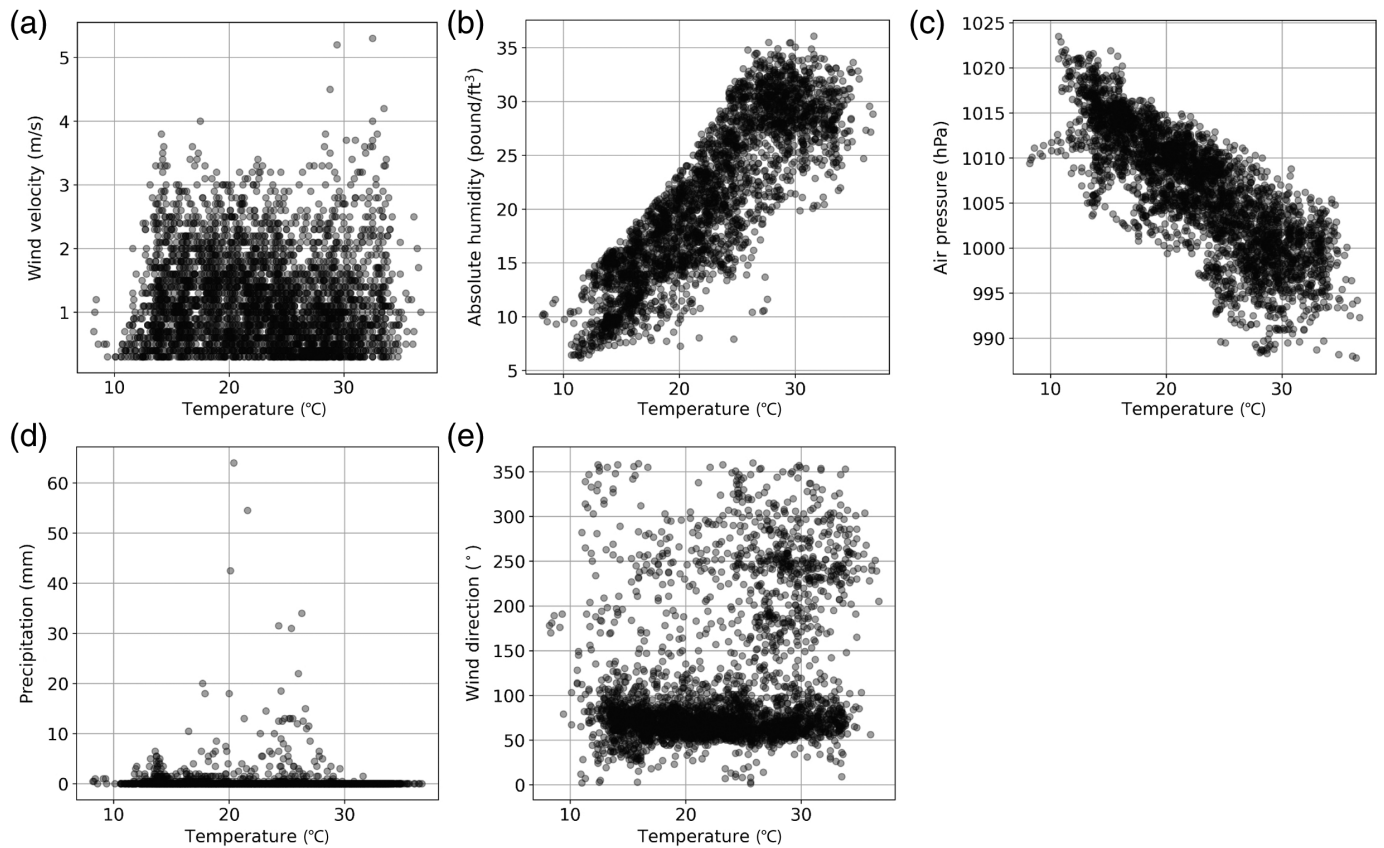 (a)
Wind velocity (m/s)
5
4
3
2
1
10 20 30
Temperature (℃)
(b)
Absolute humidity (pound/ft³)
35
30
25
20
15
10
5
10 20 30
Temperature (℃)
(c)
Air pressure (hPa)
1025
1020
1015
1010
1005
1000
995
990
10 20 30
Temperature (℃)
(d)
Precipitation (mm)
60
50
40
30
20
10
0
10 20 30
Temperature (℃)
(e)
Wind direction (°)
350
300
250
200
150
100
50
0
10 20 30
Temperature (℃)